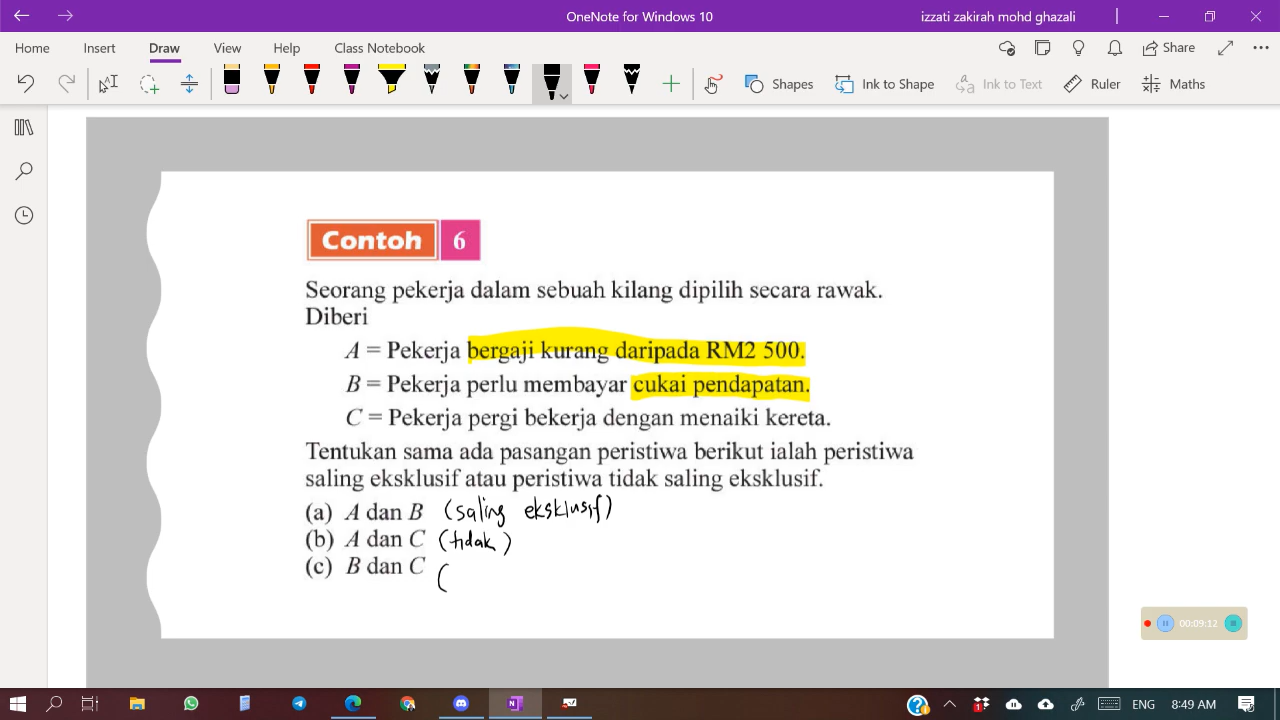 OneNote for Windows 10
izzati zakirah mohd ghazali
Home Insert Draw View Help Class Notebook
Share
Shapes Ink to Shape Ink to Text Ruler Maths
Contoh 6
Seorang pekerja dalam sebuah kilang dipilih secara rawak.
Diberi
A = Pekerja bergaji kurang daripada RM2 500.
B = Pekerja perlu membayar cukai pendapatan.
C = Pekerja pergi bekerja dengan menaiki kereta.
Tentukan sama ada pasangan peristiwa berikut ialah peristiwa
saling eksklusif atau peristiwa tidak saling eksklusif.
(a) A dan B (saling eksklusif)
(b) A dan C (tidak)
(c) B dan C (
00:09:12
ENG 8:49 AM